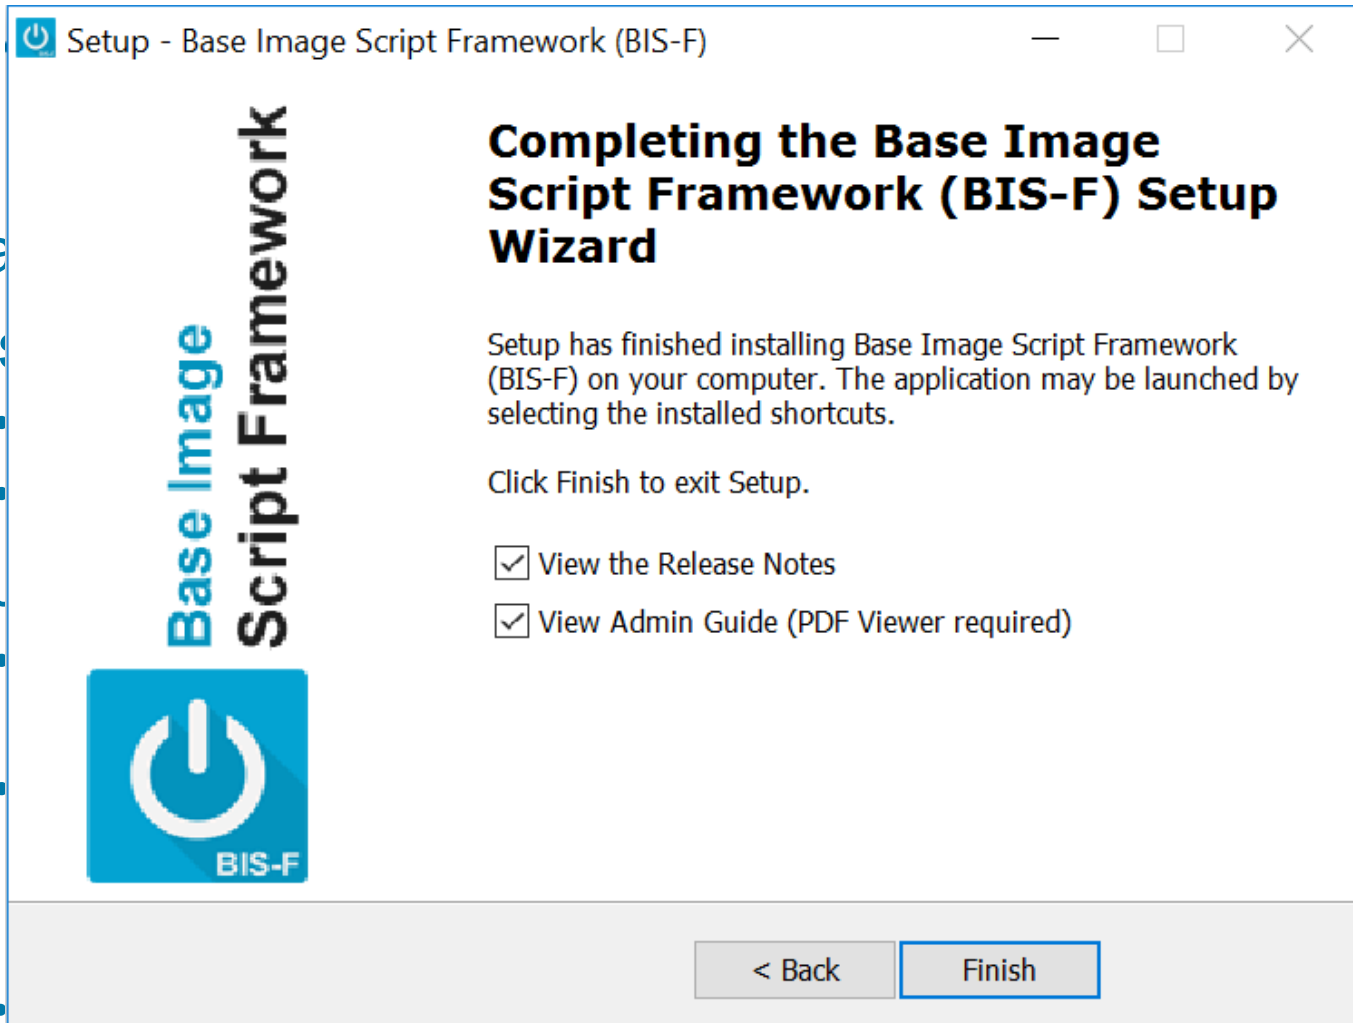 Setup - Base Image Script Framework (BIS-F)
Base Image
Script Framework
BIS-F
Completing the Base Image
Script Framework (BIS-F) Setup
Wizard
Setup has finished installing Base Image Script Framework
(BIS-F) on your computer. The application may be launched by
selecting the installed shortcuts.
Click Finish to exit Setup.
View the Release Notes
View Admin Guide (PDF Viewer required)
< Back
Finish